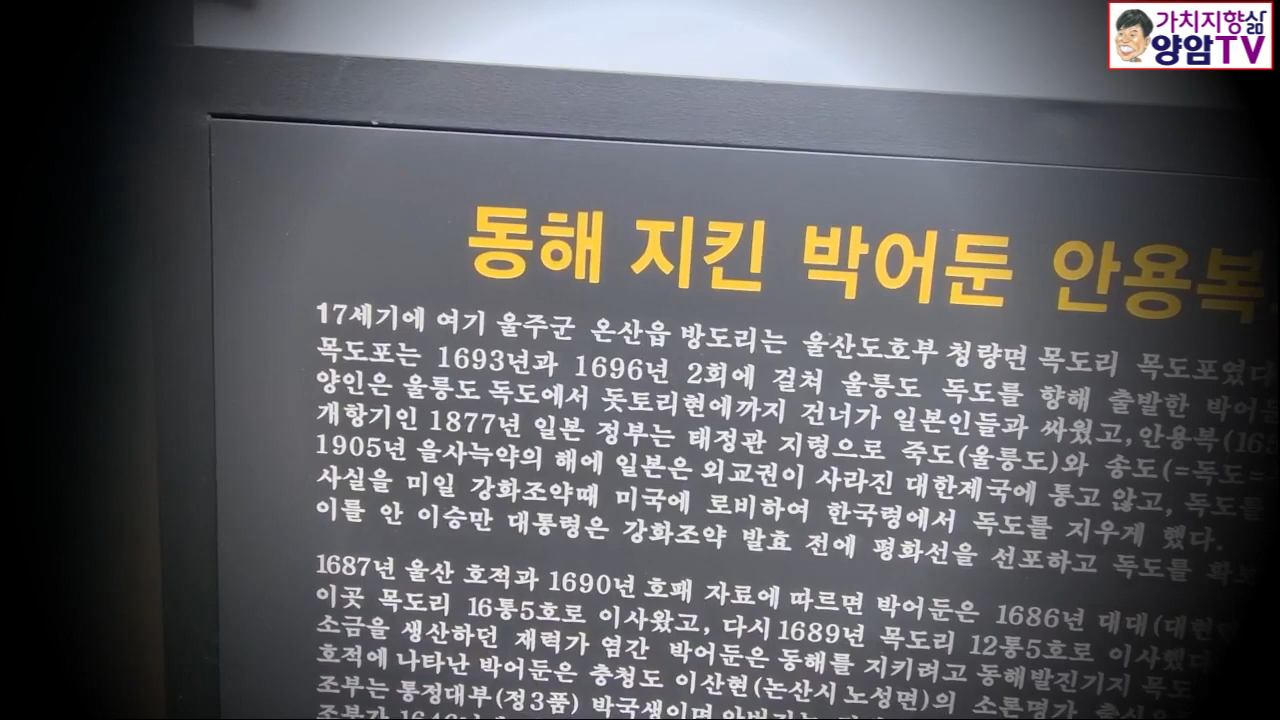 가치지향삶
양암TV
동해 지킨 박어둔 안용복
17세기에 여기 울주군 온산읍 방도리는 울산도호부 청량면 목도리 목도포였다
목도포는 1693년과 1696년 2회에 걸쳐 울릉도 독도를 향해 출발한 박어둔
양인은 울릉도 독도에서 돗토리현에까지 건너가 일본인들과 싸웠고, 안용복(165
개항기인 1877년 일본 정부는 태정관 지령으로 죽도(울릉도)와 송도(=독도=
1905년 을사늑약의 해에 일본은 외교권이 사라진 대한제국에 통고 않고, 독도를
사실을 미일 강화조약때 미국에 로비하여 한국령에서 독도를 지우게 했다.
이를 안 이승만 대통령은 강화조약 발효 전에 평화선을 선포하고 독도를 확보
1687년 울산 호적과 1690년 호패 자료에 따르면 박어둔은 1686년 대대(대현면
이곳 목도리 16통5호로 이사왔고, 다시 1689년 목도리 12통5호로 이사했다
소금을 생산하던 재력가 염간 박어둔은 동해를 지키려고 동해발진기지 목도
호적에 나타난 박어둔은 충청도 이산현(논산시 노성면)의 소론명가 출신으로
조부는 통정대부(정3품) 박국생이며 아버지는
조부가